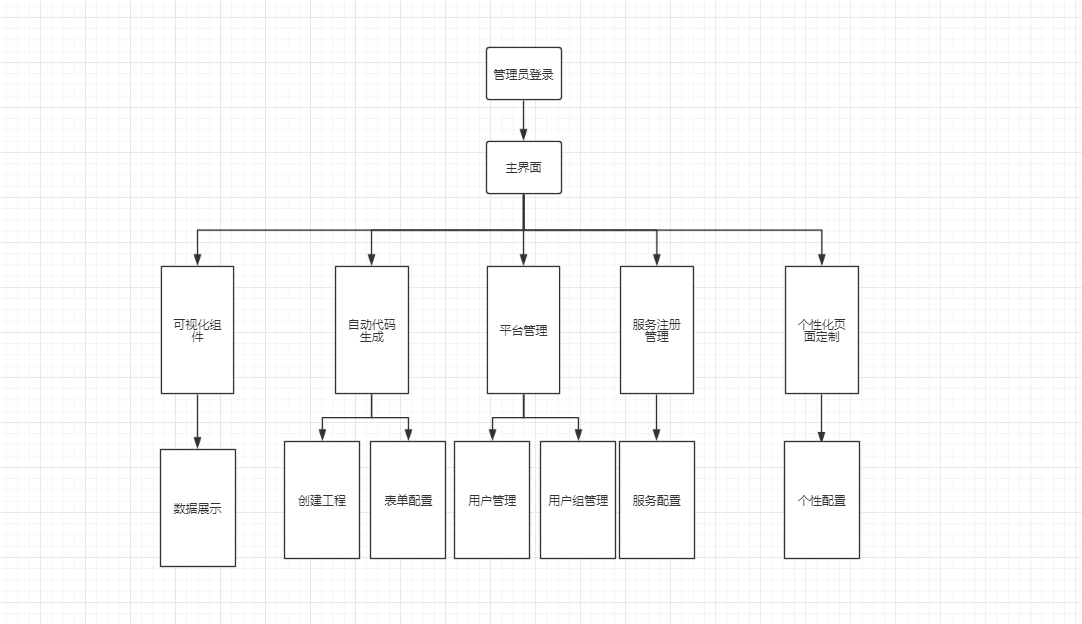 管理员登录
主界面
可视化组
件
自动代码
生成
平台管理
服务注册
管理
个性化页
面定制
数据展示
创建工程
表单配置
用户管理
用户组管理
服务配置
个性配置